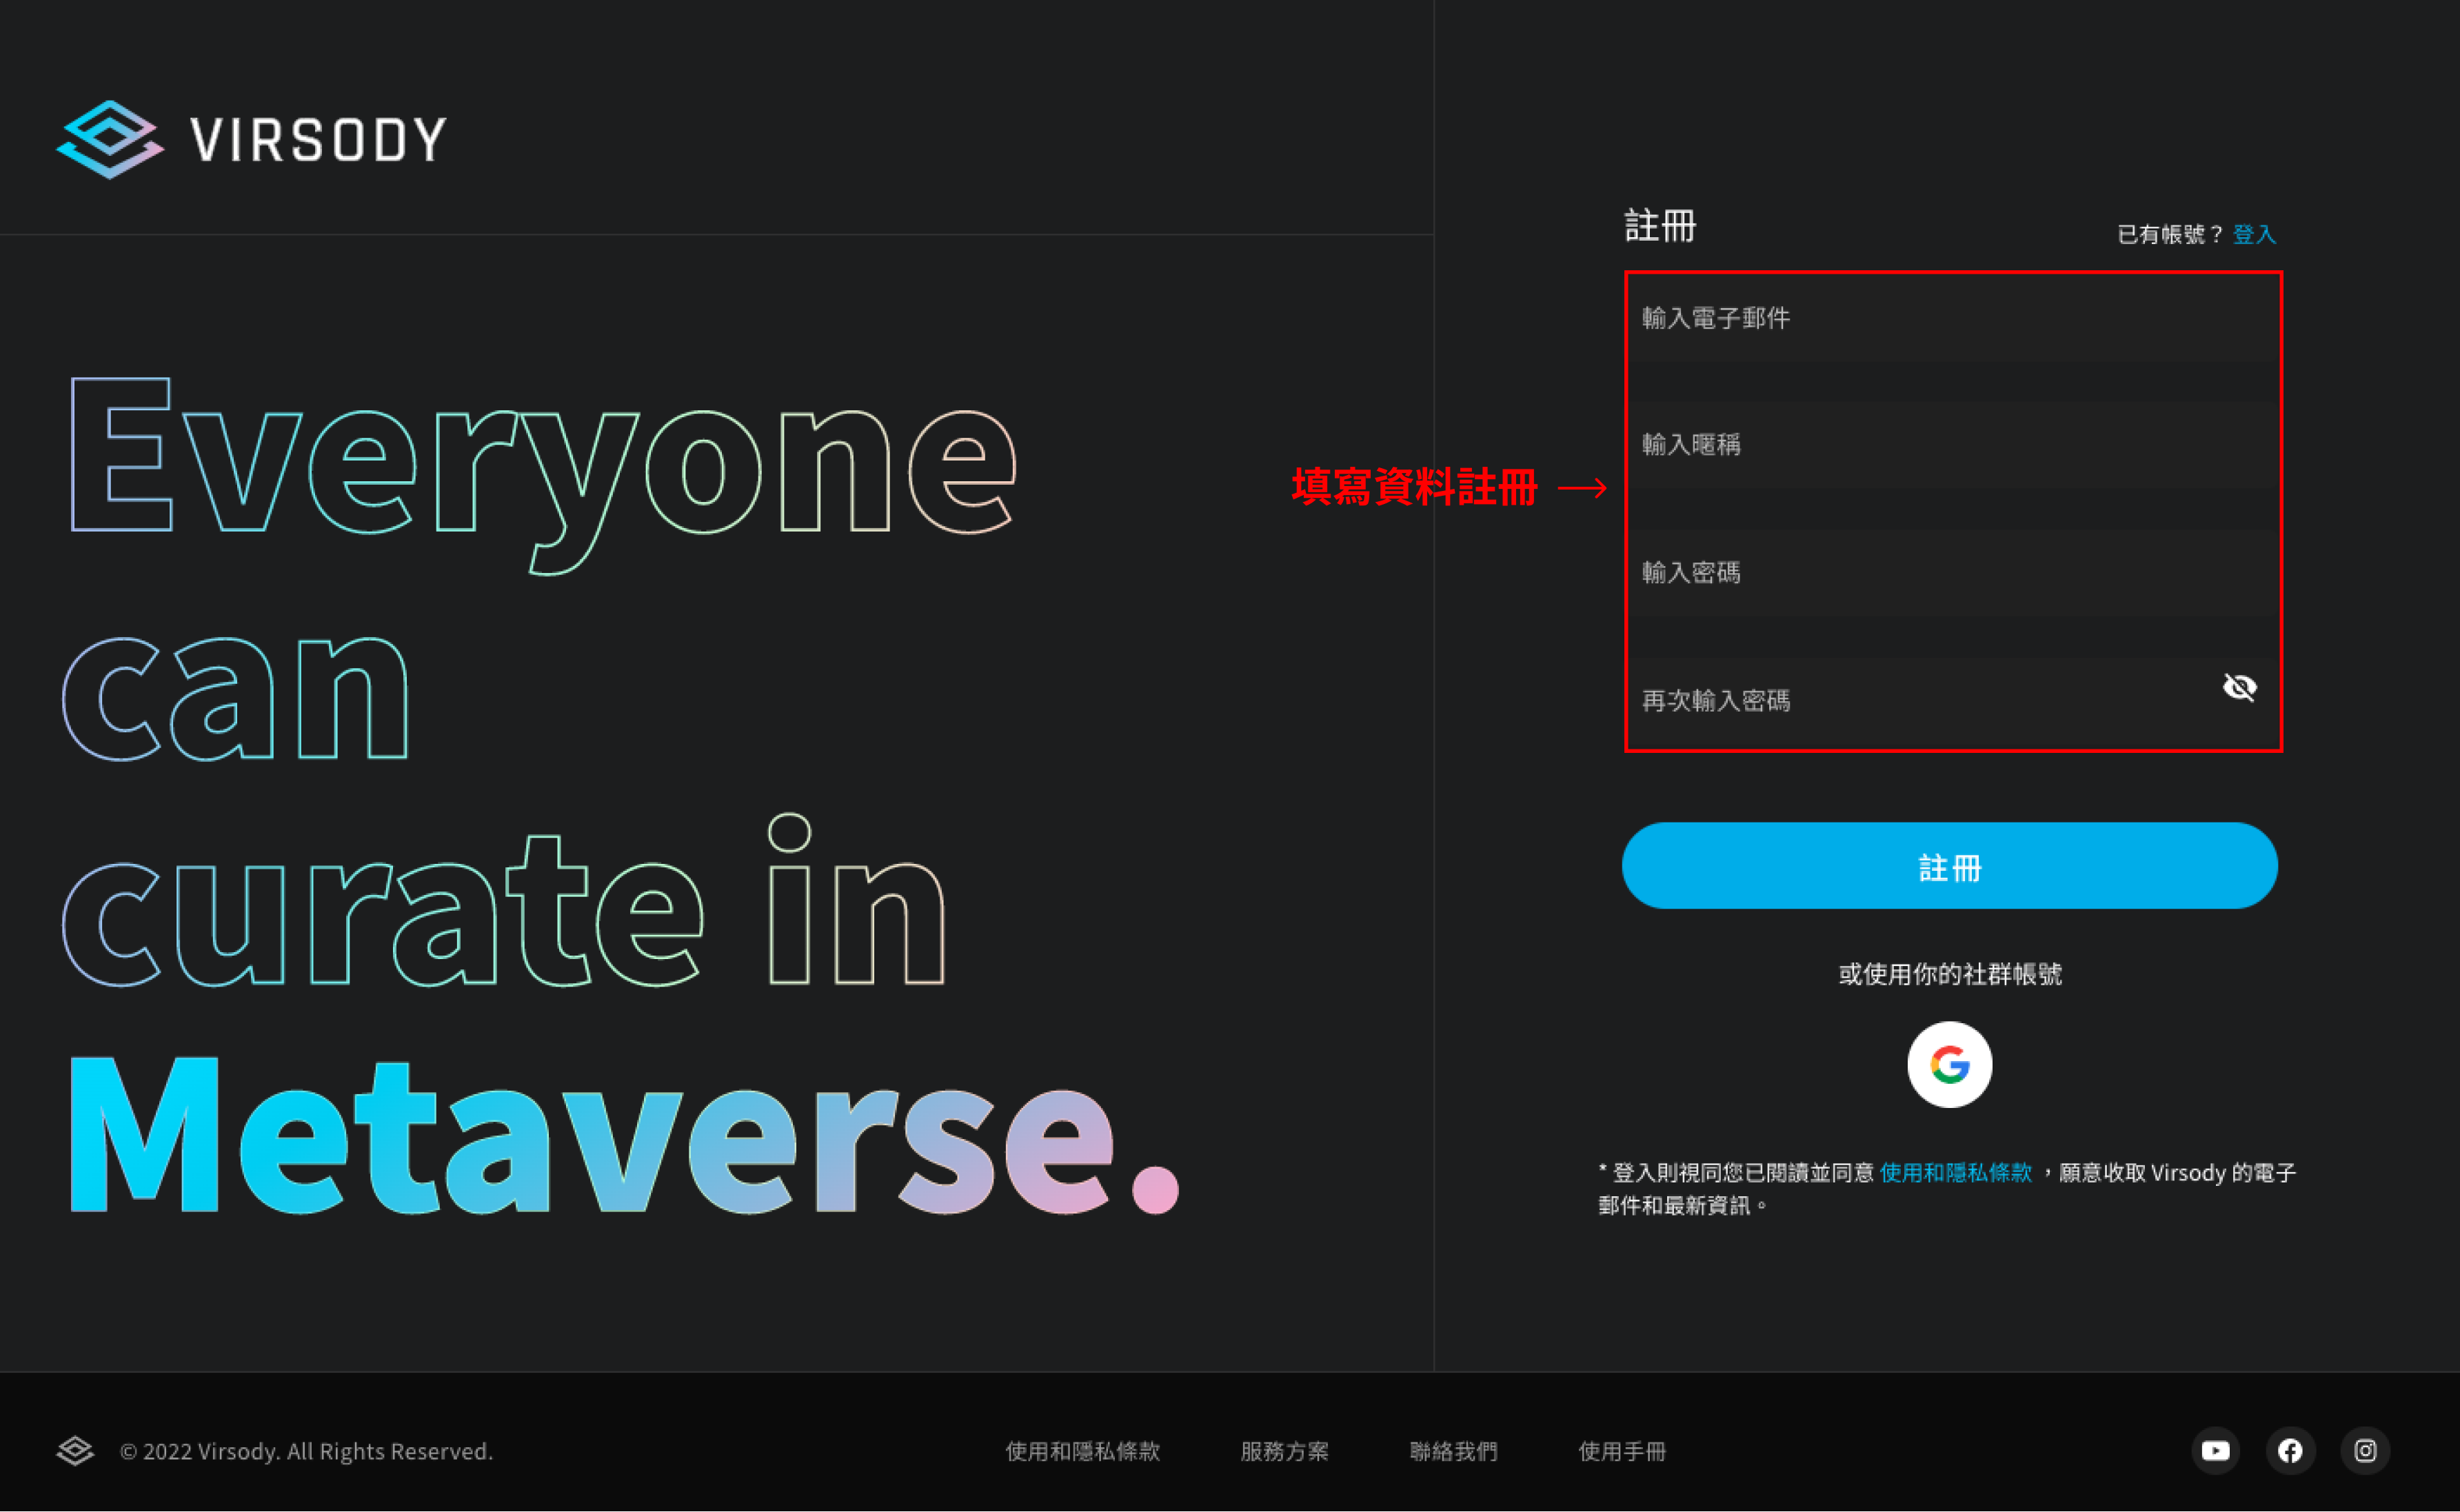 VIRSODY
Everyone
can
curate in
Metaverse.
註冊
已有帳號？ 登入
填寫資料註冊
輸入電子郵件
輸入暱稱
輸入密碼
再次輸入密碼
註冊
或使用你的社群帳號
* 登入則視同您已閱讀並同意 使用和隱私條款 ，願意收取 Virsody 的電子
郵件和最新資訊。
© 2022 Virsody. All Rights Reserved.
使用和隱私條款
服務方案
聯絡我們
使用手冊